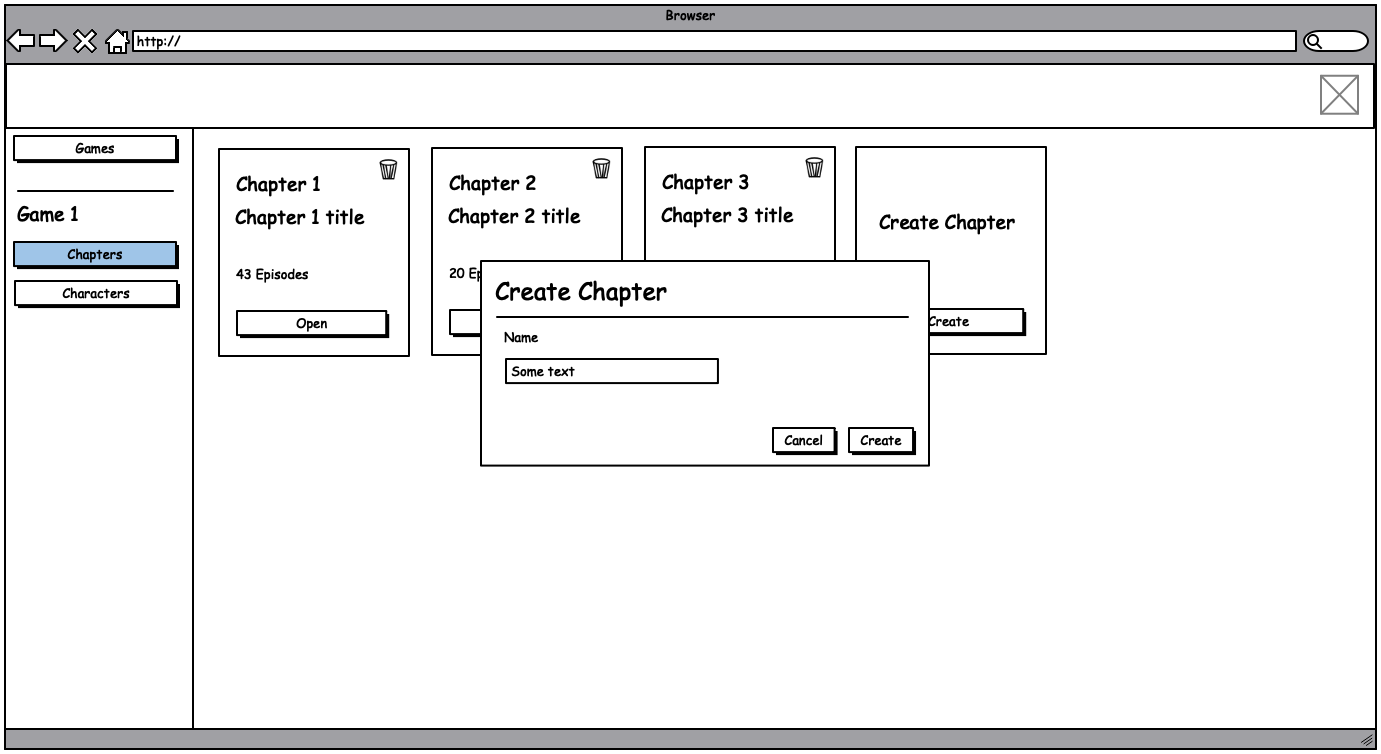 Browser
http://
Games
Game 1
Chapters
Characters
Chapter 1
Chapter 1 title
43 Episodes
Open
Chapter 2
Chapter 2 title
20 Ep
Chapter 3
Chapter 3 title
Create Chapter
Create
Create Chapter
Name
Some text
Cancel
Create